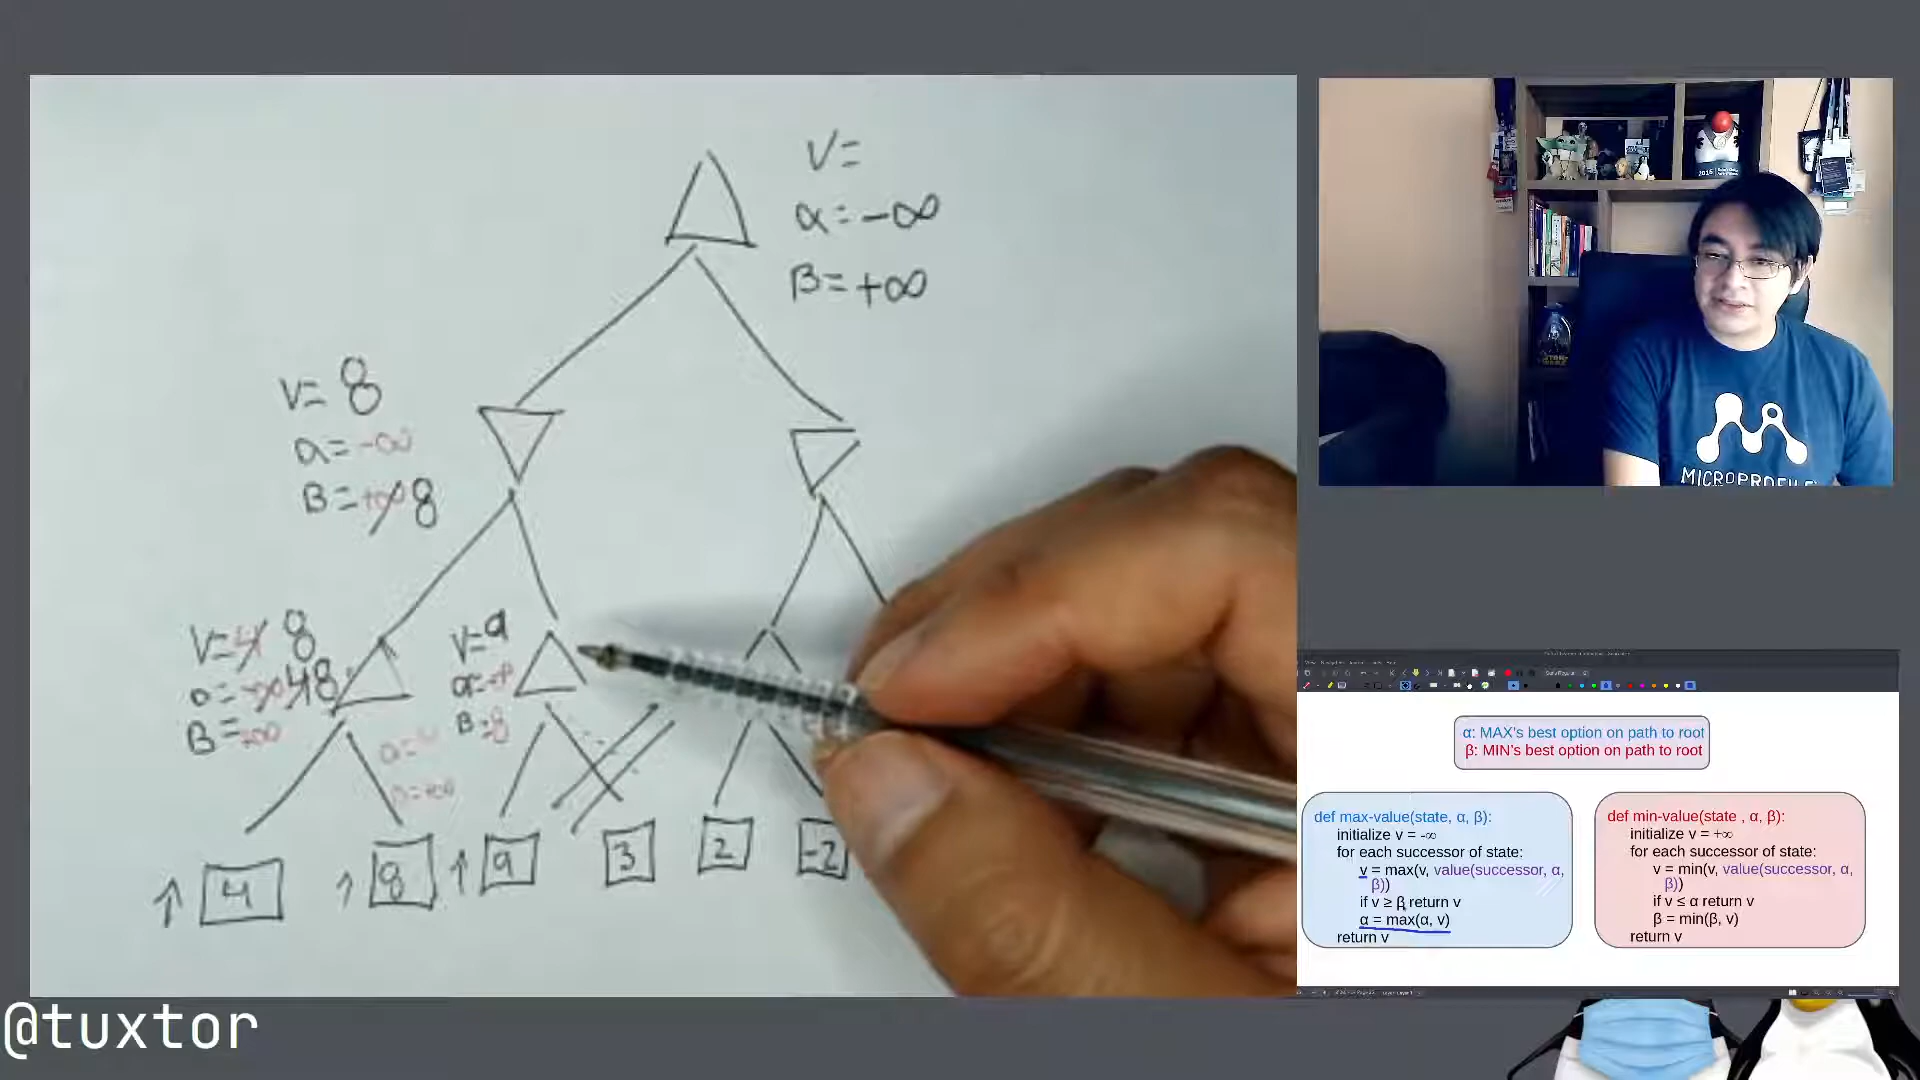 V=
α=-∞
β=+∞
V= 8
α=-∞
β=+∞ 8
V=4 8
α=-∞ 4 8
β=+∞
V=9
α=-∞
β=8
α=4
β=+∞
4
8
9
3
2
-2
@tuxtor
2016
MICROPROFILE
α: MAX's best option on path to root
β: MIN's best option on path to root
def max-value(state, α, β):
initialize v = -∞
for each successor of state:
v = max(v, value(successor, α,
β))
if v ≥ β return v
α = max(α, v)
return v
def min-value(state , α, β):
initialize v = +∞
for each successor of state:
v = min(v, value(successor, α,
β))
if v ≤ α return v
β = min(β, v)
return v